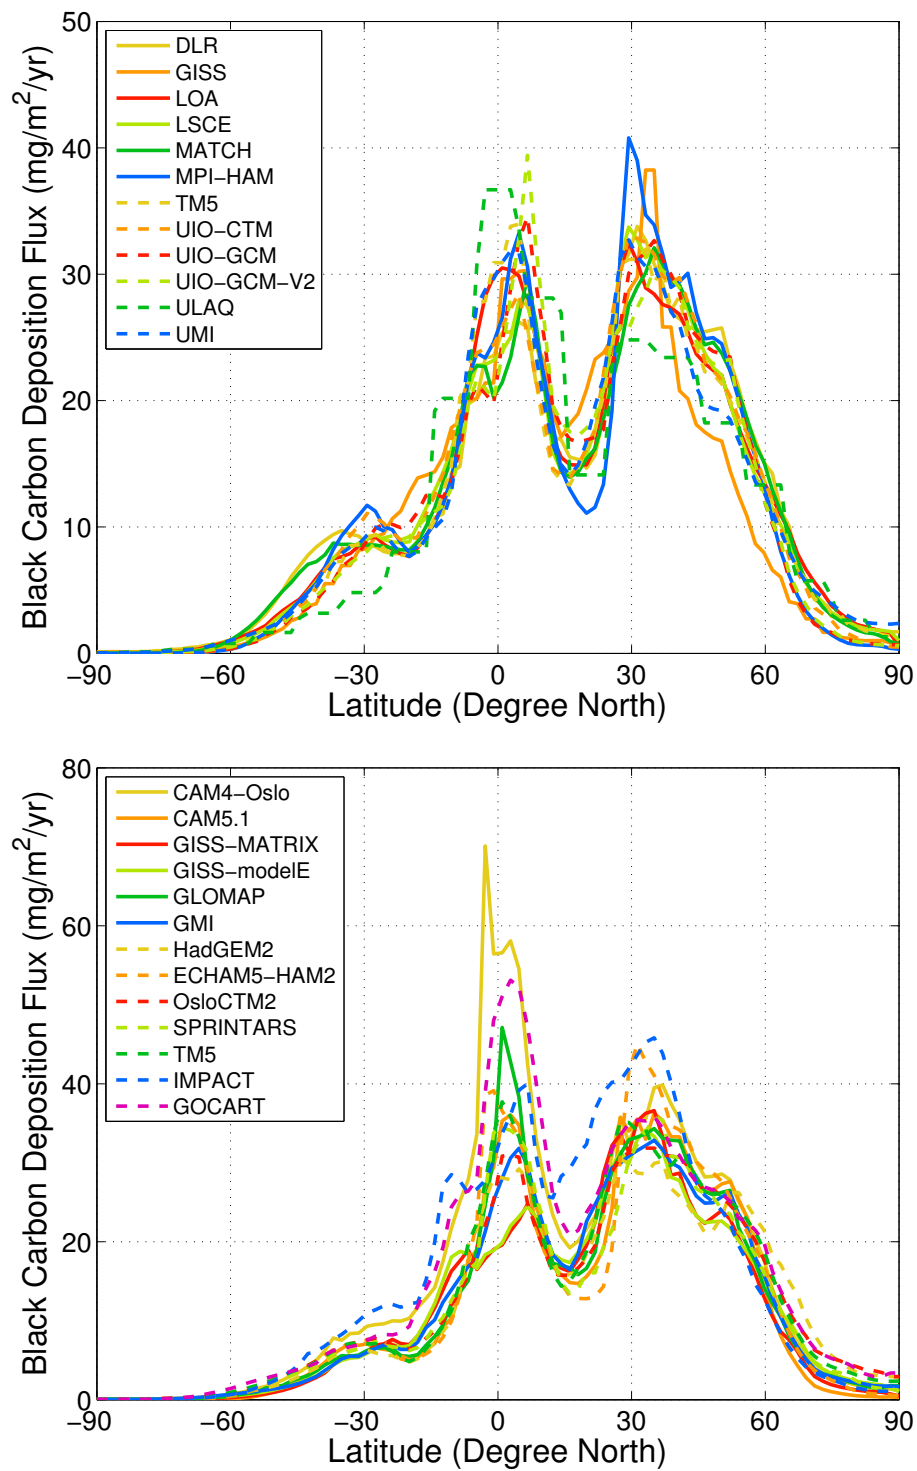 50
40
30
20
10
0
Black Carbon Deposition Flux (mg/m²/yr)
DLR
GISS
LOA
LSCE
MATCH
MPI−HAM
TM5
UIO−CTM
UIO−GCM
UIO−GCM−V2
ULAQ
UMI
−90 −60 −30 0 30 60 90
Latitude (Degree North)
80
60
40
20
0
Black Carbon Deposition Flux (mg/m²/yr)
CAM4−Oslo
CAM5.1
GISS−MATRIX
GISS−modelE
GLOMAP
GMI
HadGEM2
ECHAM5−HAM2
OsloCTM2
SPRINTARS
TM5
IMPACT
GOCART
−90 −60 −30 0 30 60 90
Latitude (Degree North)